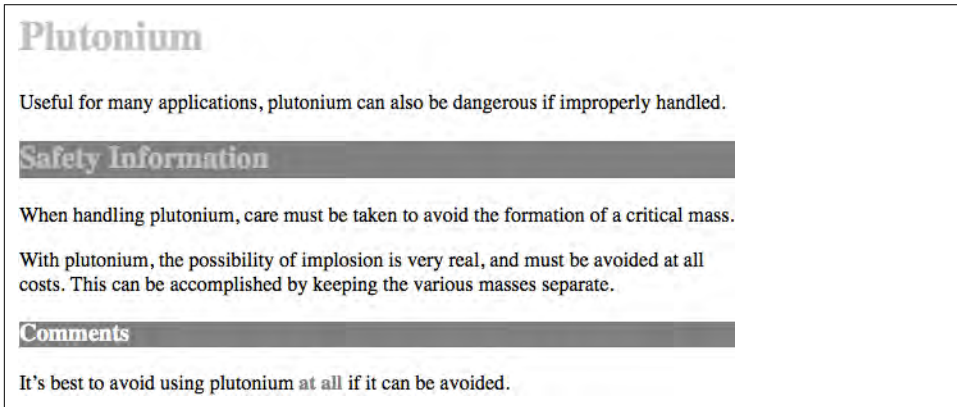 Plutonium
Useful for many applications, plutonium can also be dangerous if improperly handled.
Safety Information
When handling plutonium, care must be taken to avoid the formation of a critical mass.
With plutonium, the possibility of implosion is very real, and must be avoided at all
costs. This can be accomplished by keeping the various masses separate.
Comments
It’s best to avoid using plutonium at all if it can be avoided.